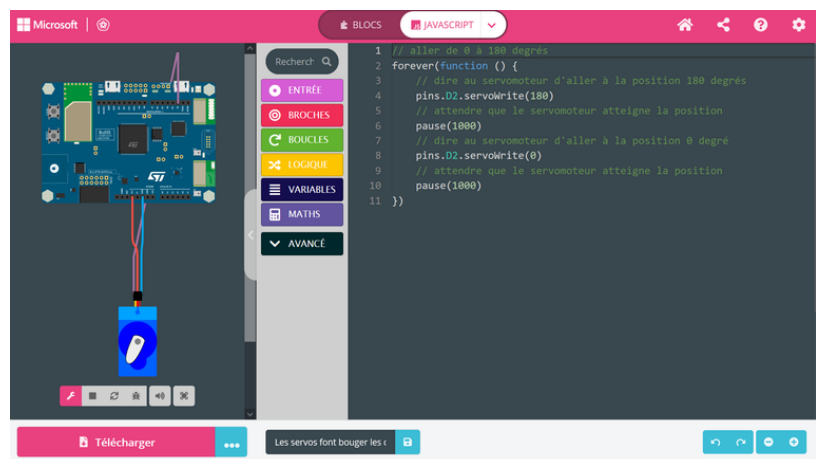 Microsoft
BLOCS
JS JAVASCRIPT
Recherch
ENTRÉE
BROCHES
BOUCLES
LOGIQUE
VARIABLES
MATHS
AVANCÉ
1 // aller de 0 à 180 degrés
2 forever(function () {
3 // dire au servomoteur d'aller à la position 180 degrés
4 pins.D2.servoWrite(180)
5 // attendre que le servomoteur atteigne la position
6 pause(1000)
7 // dire au servomoteur d'aller à la position 0 degré
8 pins.D2.servoWrite(0)
9 // attendre que le servomoteur atteigne la position
10 pause(1000)
11 })
Télécharger
Les servos font bouger les c